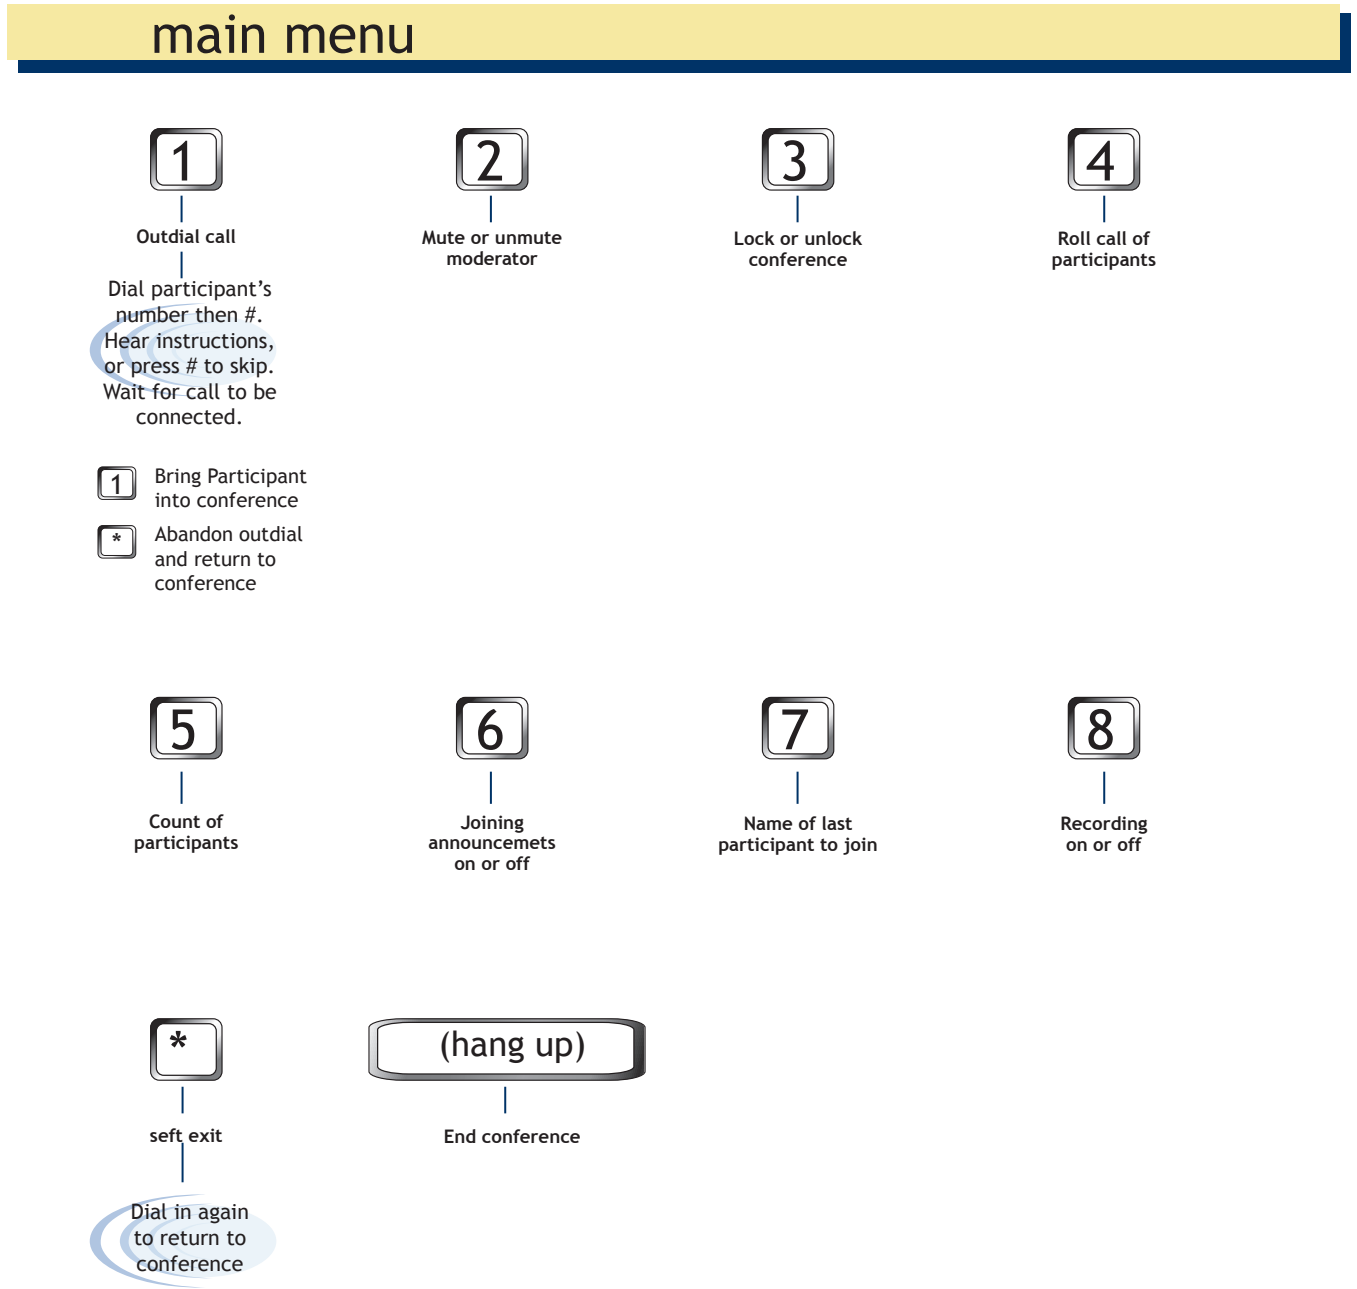 main menu
1
2
3
4
Outdial call
Mute or unmute
moderator
Lock or unlock
conference
Roll call of
participants
Dial participant’s
number then #.
Hear instructions,
or press # to skip.
Wait for call to be
connected.
1
Bring Participant
into conference
*
Abandon outdial
and return to
conference
5
6
7
8
Count of
participants
Joining
announcemets
on or off
Name of last
participant to join
Recording
on or off
*
(hang up)
seft exit
End conference
Dial in again
to return to
conference